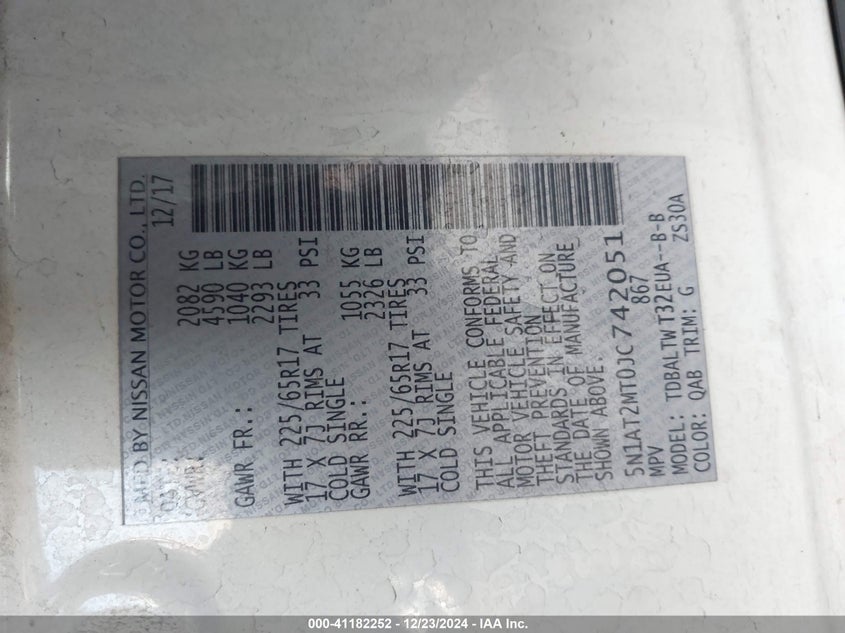 MFD BY NISSAN MOTOR CO., LTD.
DATE: 12/17
GVWR: 2082 KG
4590 LB
GAWR FR.: 1040 KG
2293 LB
WITH 225/65R17 TIRES
17 X 7J RIMS AT 33 PSI
COLD SINGLE
GAWR RR.: 1055 KG
2326 LB
WITH 225/65R17 TIRES
17 X 7J RIMS AT 33 PSI
COLD SINGLE
THIS VEHICLE CONFORMS TO
ALL APPLICABLE FEDERAL
MOTOR VEHICLE SAFETY AND
THEFT PREVENTION
STANDARDS IN EFFECT ON
THE DATE OF MANUFACTURE
SHOWN ABOVE.
5N1AT2MT0JC742051
MPV 867
MODEL: TDBALTW T32EUA--B-B
COLOR: QAB TRIM: G ZS30A
000-41182252 - 12/23/2024 - IAA Inc.